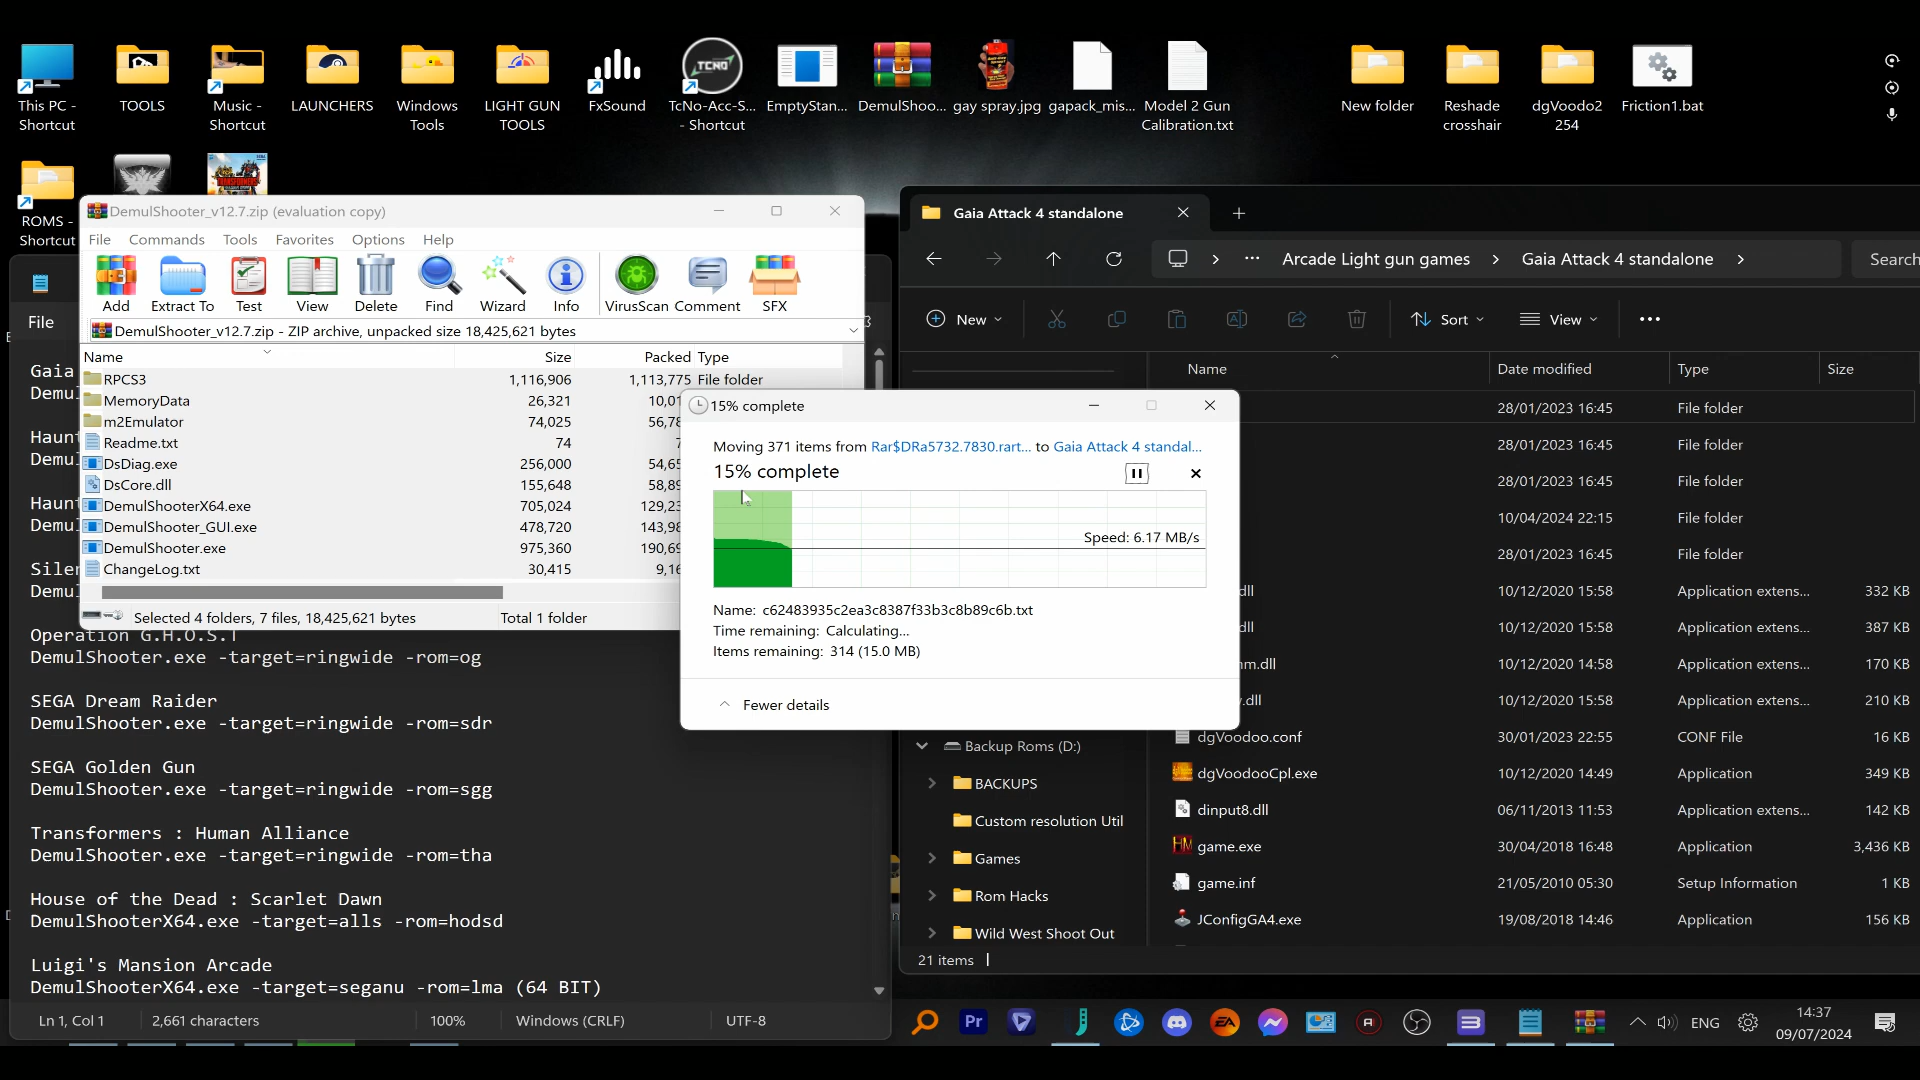 This PC -
Shortcut
TOOLS
Music -
Shortcut
LAUNCHERS
Windows
Tools
LIGHT GUN
TOOLS
FxSound
TCNO
TcNo-Acc-S...
- Shortcut
EmptyStan...
DemulShoo...
gay spray.jpg
gapack_mis...
Model 2 Gun
Calibration.txt
New folder
Reshade
crosshair
dgVoodo2
254
Friction1.bat
ROMS -
Shortcut
DemulShooter_v12.7.zip (evaluation copy)
File Commands Tools Favorites Options Help
Add Extract To Test View Delete Find Wizard Info VirusScan Comment SFX
DemulShooter_v12.7.zip - ZIP archive, unpacked size 18,425,621 bytes
Name Size Packed Type
RPCS3 1,116,906 1,113,775 File folder
MemoryData 26,321
m2Emulator 74,025
Readme.txt 74
DsDiag.exe 256,000
DsCore.dll 155,648
DemulShooterX64.exe 705,024
DemulShooter_GUI.exe 478,720
DemulShooter.exe 975,360
ChangeLog.txt 30,415
Selected 4 folders, 7 files, 18,425,621 bytes Total 1 folder
File
Gaia
Demu
Haun
Demu
Haun
Demu
Siler
Demu
Operation G.H.O.S.T
DemulShooter.exe -target=ringwide -rom=og
SEGA Dream Raider
DemulShooter.exe -target=ringwide -rom=sdr
SEGA Golden Gun
DemulShooter.exe -target=ringwide -rom=sgg
Transformers : Human Alliance
DemulShooter.exe -target=ringwide -rom=tha
House of the Dead : Scarlet Dawn
DemulShooterX64.exe -target=alls -rom=hodsd
Luigi's Mansion Arcade
DemulShooterX64.exe -target=seganu -rom=lma (64 BIT)
Ln 1, Col 1 2,661 characters 100% Windows (CRLF) UTF-8
15% complete
Moving 371 items from Rar$DRa5732.7830.rart... to Gaia Attack 4 standal...
15% complete
Speed: 6.17 MB/s
Name: c62483935c2ea3c8387f33b3c8b89c6b.txt
Time remaining: Calculating...
Items remaining: 314 (15.0 MB)
Fewer details
Gaia Attack 4 standalone
Arcade Light gun games > Gaia Attack 4 standalone > Search
New Sort View
Name Date modified Type Size
28/01/2023 16:45 File folder
28/01/2023 16:45 File folder
28/01/2023 16:45 File folder
10/04/2024 22:15 File folder
28/01/2023 16:45 File folder
dll 10/12/2020 15:58 Application extens... 332 KB
dll 10/12/2020 15:58 Application extens... 387 KB
mm.dll 10/12/2020 14:58 Application extens... 170 KB
.dll 10/12/2020 15:58 Application extens... 210 KB
dgVoodoo.conf 30/01/2023 22:55 CONF File 16 KB
dgVoodooCpl.exe 10/12/2020 14:49 Application 349 KB
dinput8.dll 06/11/2013 11:53 Application extens... 142 KB
game.exe 30/04/2018 16:48 Application 3,436 KB
game.inf 21/05/2010 05:30 Setup Information 1 KB
JConfigGA4.exe 19/08/2018 14:46 Application 156 KB
Backup Roms (D:)
BACKUPS
Custom resolution Util
Games
Rom Hacks
Wild West Shoot Out
21 items
Pr
EA
ENG
14:37
09/07/2024